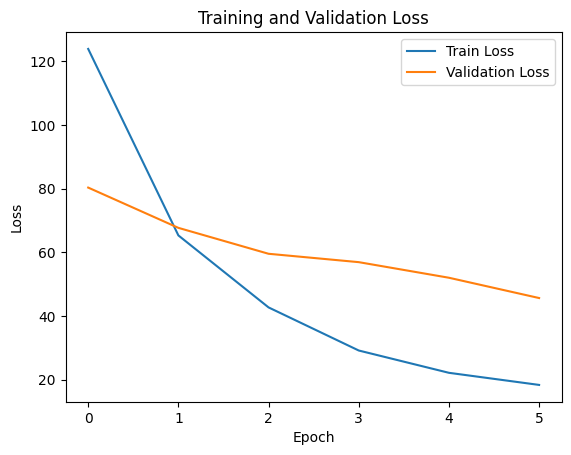 Training and Validation Loss
Train Loss
Validation Loss
120
100
80
60
40
20
Loss
0 1 2 3 4 5
Epoch